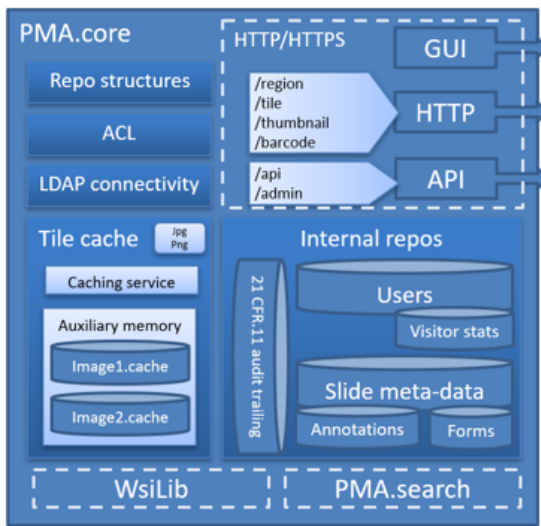 PMA.core
Repo structures
ACL
LDAP connectivity
HTTP/HTTPS
GUI
/region
/tile
/thumbnail
/barcode
HTTP
/api
/admin
API
Tile cache
Jpg
Png
Caching service
Auxiliary memory
Image1.cache
Image2.cache
Internal repos
21 CFR.11 audit trailing
Users
Visitor stats
Slide meta-data
Annotations
Forms
WsiLib
PMA.search